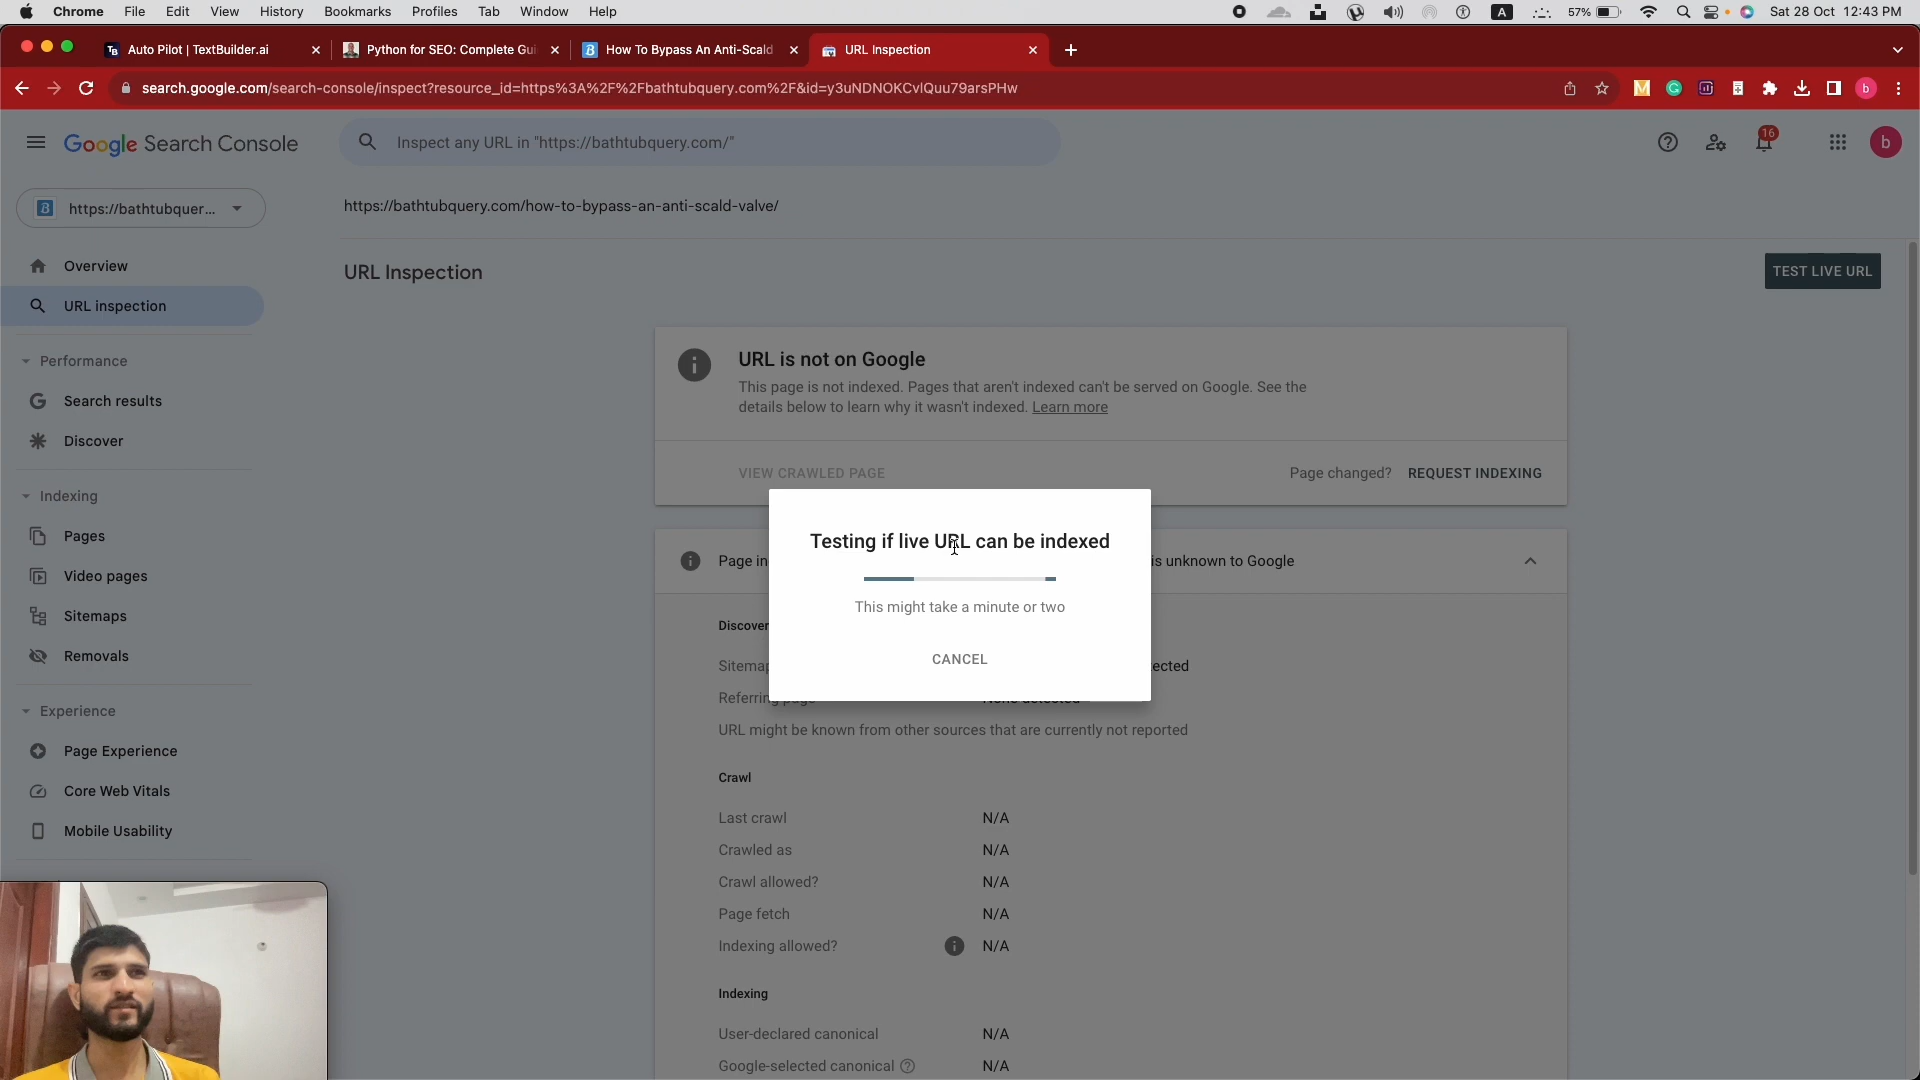 Chrome File Edit View History Bookmarks Profiles Tab Window Help A 57% Sat 28 Oct 12:43 PM
TB Auto Pilot | TextBuilder.ai Python for SEO: Complete Gui B How To Bypass An Anti-Scald URL Inspection
search.google.com/search-console/inspect?resource_id=https%3A%2F%2Fbathtubquery.com%2F&id=y3uNDNOKCvlQuu79arsPHw M G b
Google Search Console Inspect any URL in "https://bathtubquery.com/" 16 b
B https://bathtubquer...
https://bathtubquery.com/how-to-bypass-an-anti-scald-valve/
Overview
URL Inspection
TEST LIVE URL
URL inspection
Performance
Search results
Discover
Indexing
Pages
Video pages
Sitemaps
Removals
Experience
Page Experience
Core Web Vitals
Mobile Usability
URL is not on Google
This page is not indexed. Pages that aren't indexed can't be served on Google. See the
details below to learn why it wasn't indexed. Learn more
VIEW CRAWLED PAGE
Page changed? REQUEST INDEXING
Page in is unknown to Google
Testing if live URL can be indexed
This might take a minute or two
CANCEL
Discover
Sitemap ected
Referring page None detected
URL might be known from other sources that are currently not reported
Crawl
Last crawl N/A
Crawled as N/A
Crawl allowed? N/A
Page fetch N/A
Indexing allowed? N/A
Indexing
User-declared canonical N/A
Google-selected canonical N/A